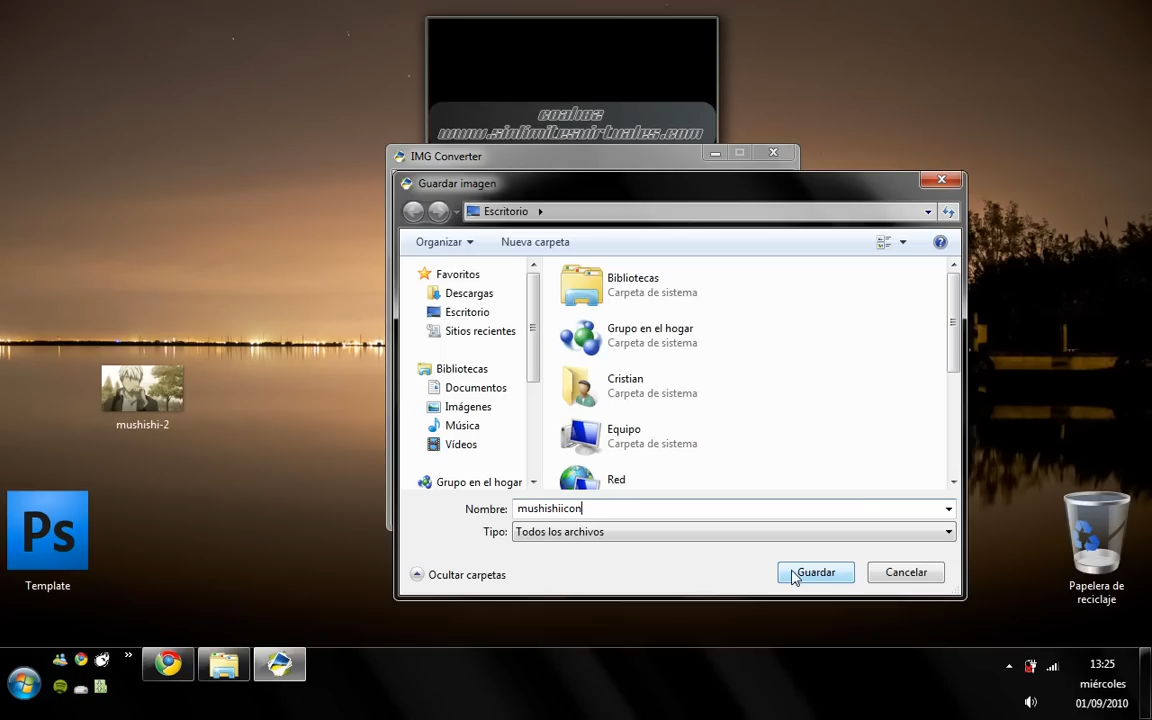 coahoz
www.sinlimitesvirtuales.com
IMG Converter
Guardar imagen
Escritorio
Organizar
Nueva carpeta
Favoritos
Descargas
Escritorio
Sitios recientes
Bibliotecas
Documentos
Imágenes
Música
Vídeos
Grupo en el hogar
Bibliotecas
Carpeta de sistema
Grupo en el hogar
Carpeta de sistema
Cristian
Carpeta de sistema
Equipo
Carpeta de sistema
Red
Nombre: mushishiicon
Tipo: Todos los archivos
Ocultar carpetas
Guardar
Cancelar
mushishi-2
Ps
Template
Papelera de
reciclaje
13:25
miércoles
01/09/2010